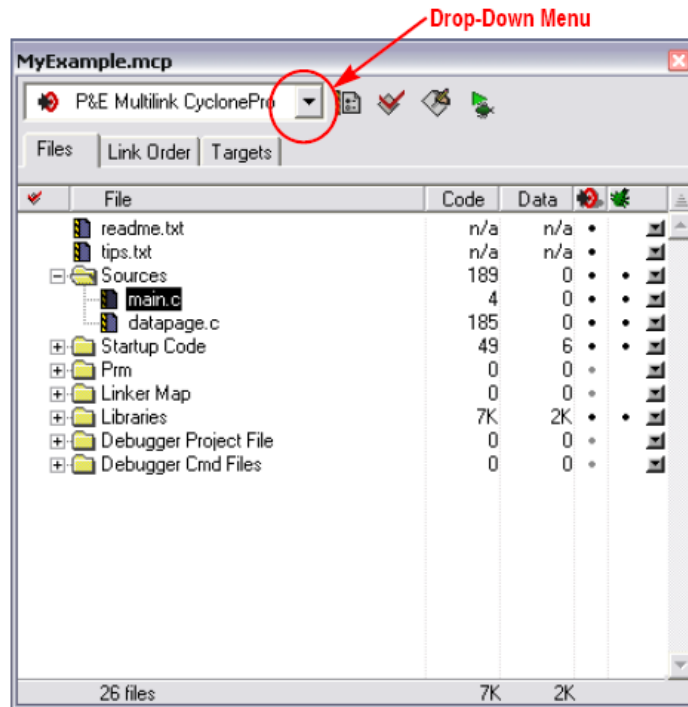 Drop-Down Menu
MyExample.mcp
P&E Multilink CyclonePro
Files Link Order Targets
File Code Data
readme.txt n/a n/a
tips.txt n/a n/a
Sources 189 0
main.c 4 0
datapage.c 185 0
Startup Code 49 6
Prm 0 0
Linker Map 0 0
Libraries 7K 2K
Debugger Project File 0 0
Debugger Cmd Files 0 0
26 files 7K 2K